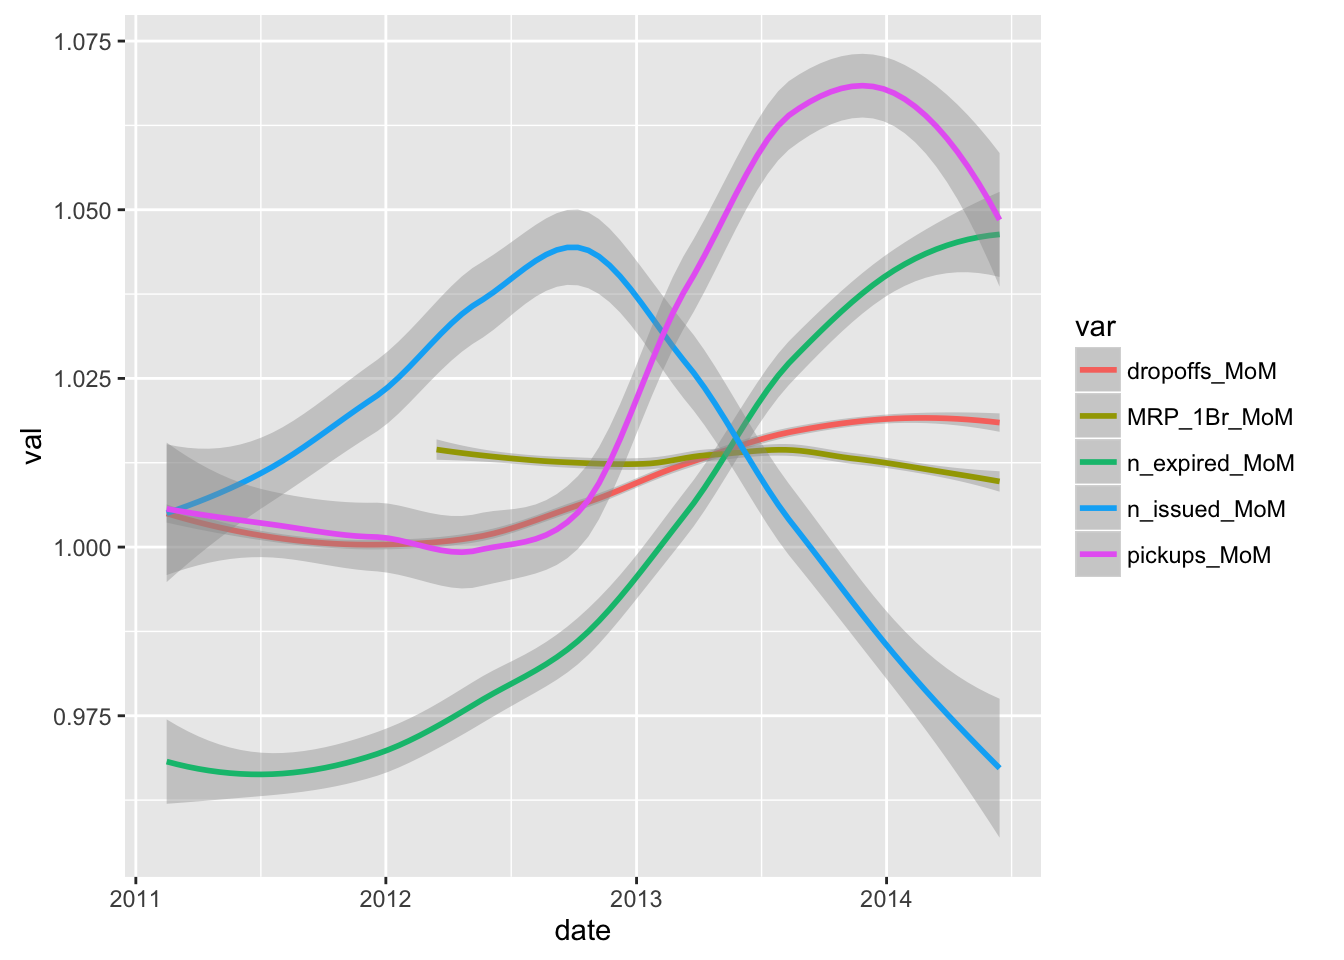 1.075
1.050
1.025
1.000
0.975
val
2011 2012 2013 2014
date
var
dropoffs_MoM
MRP_1Br_MoM
n_expired_MoM
n_issued_MoM
pickups_MoM